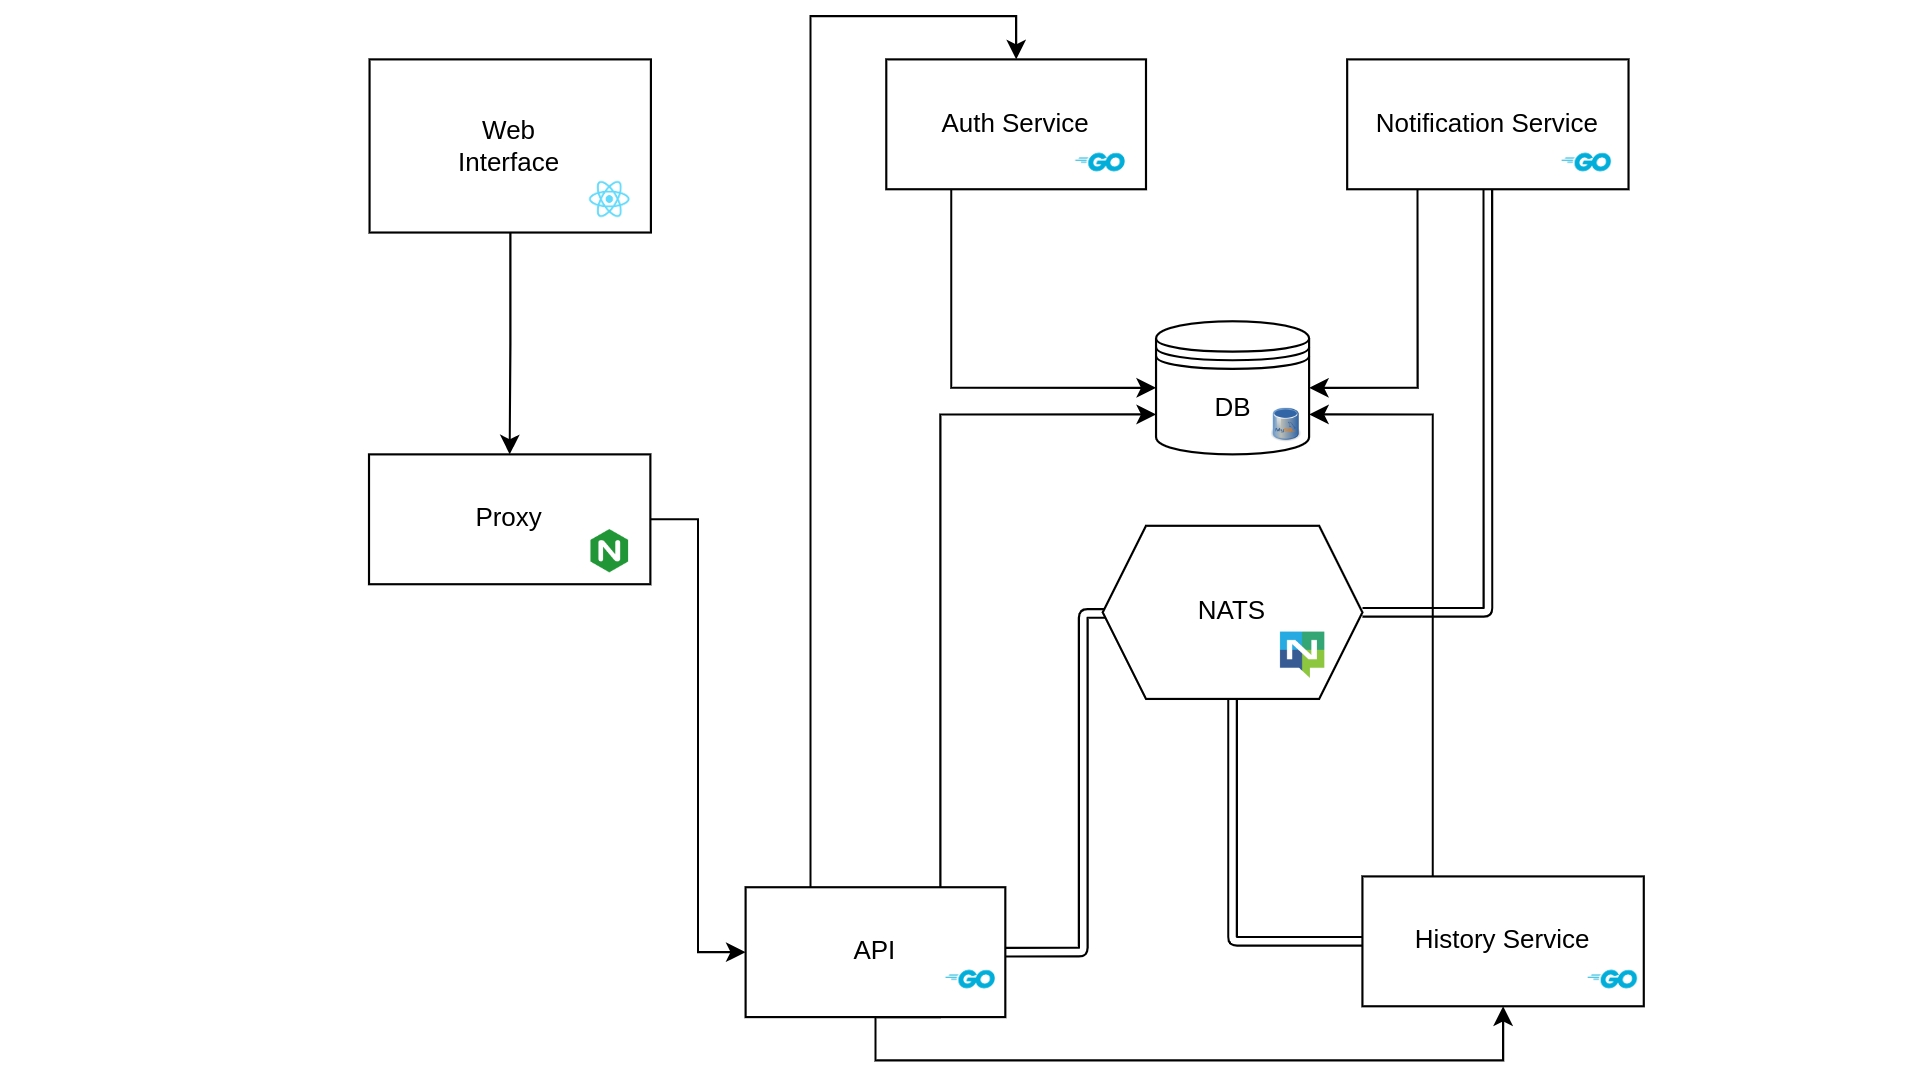 Web
Interface
Auth Service
GO
Notification Service
GO
DB
Proxy
N
NATS
N
API
GO
History Service
GO